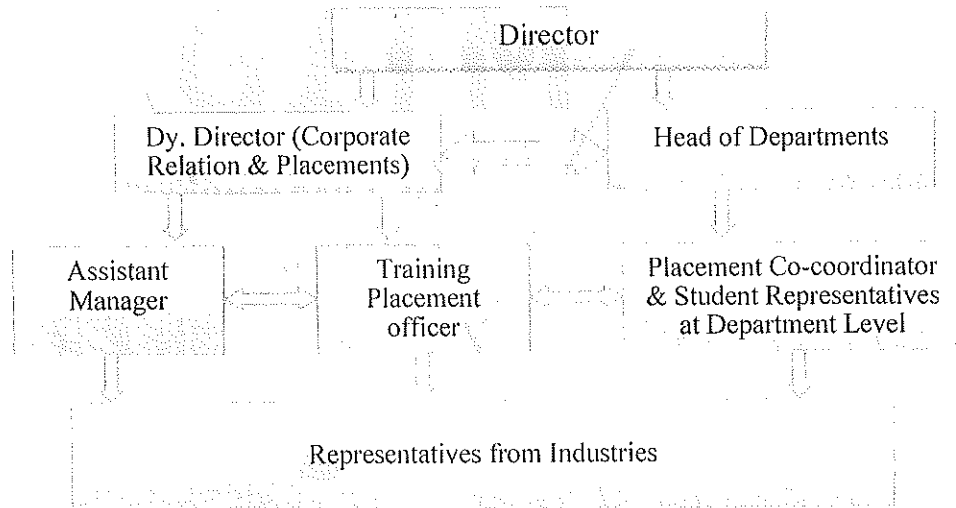 Director
Dy. Director (Corporate
Relation & Placements)
Head of Departments
Assistant
Manager
Training
Placement
officer
Placement Co-coordinator
& Student Representatives
at Department Level
Representatives from Industries